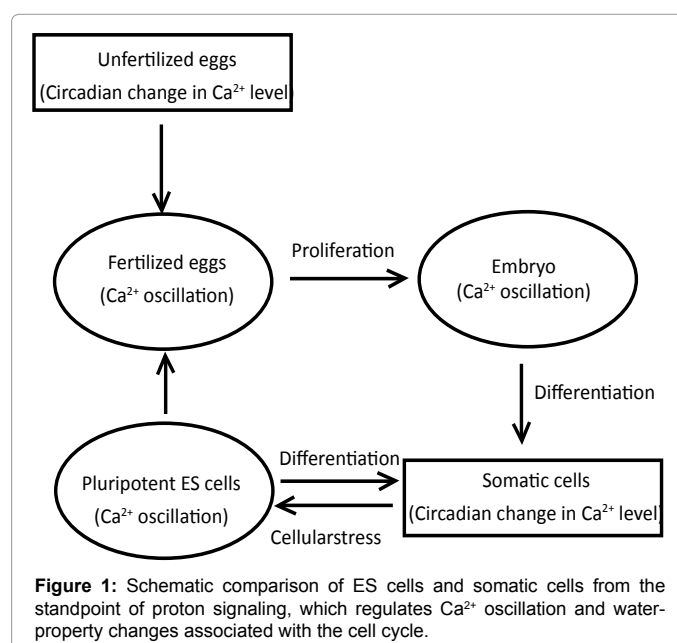 Unfertilized eggs
(Circadian change in Ca²⁺ level)
Fertilized eggs
(Ca²⁺ oscillation)
Proliferation
Embryo
(Ca²⁺ oscillation)
Differentiation
Pluripotent ES cells
(Ca²⁺ oscillation)
Differentiation
Cellularstress
Somatic cells
(Circadian change in Ca²⁺ level)
Figure 1: Schematic comparison of ES cells and somatic cells from the
standpoint of proton signaling, which regulates Ca²⁺ oscillation and water-
property changes associated with the cell cycle.